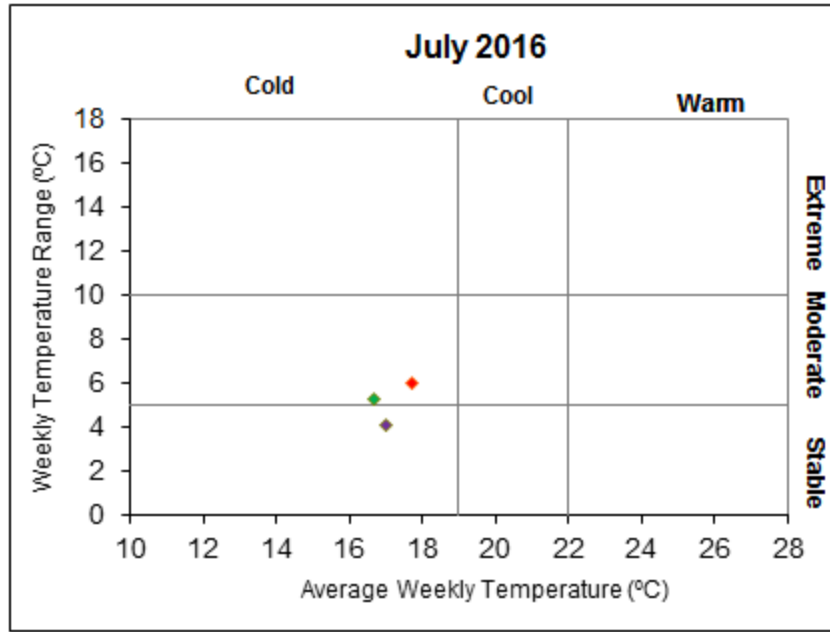 July 2016
Cold
Cool
Warm
18
16
14
12
10
8
6
4
2
0
Weekly Temperature Range (ºC)
Extreme
Moderate
Stable
10 12 14 16 18 20 22 24 26 28
Average Weekly Temperature (ºC)